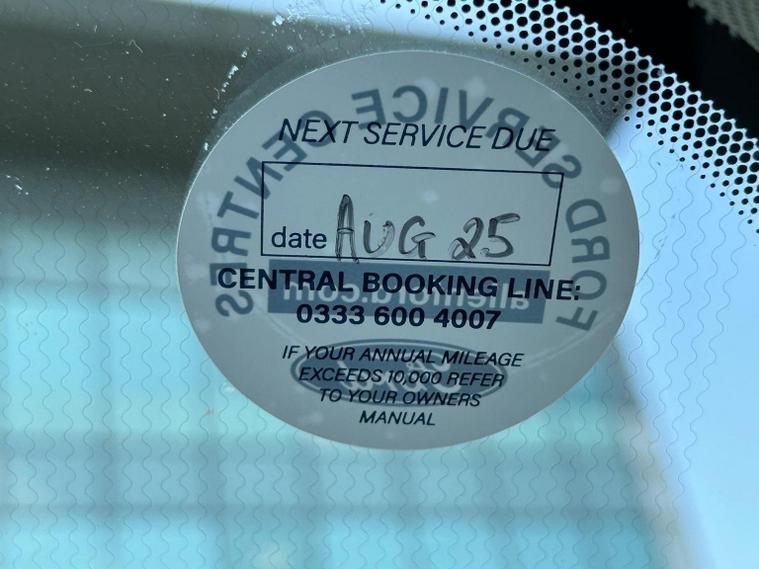 FORD SERVICE CENTRES
NEXT SERVICE DUE
date AUG 25
CENTRAL BOOKING LINE:
0333 600 4007
IF YOUR ANNUAL MILEAGE
EXCEEDS 10,000 REFER
TO YOUR OWNERS
MANUAL